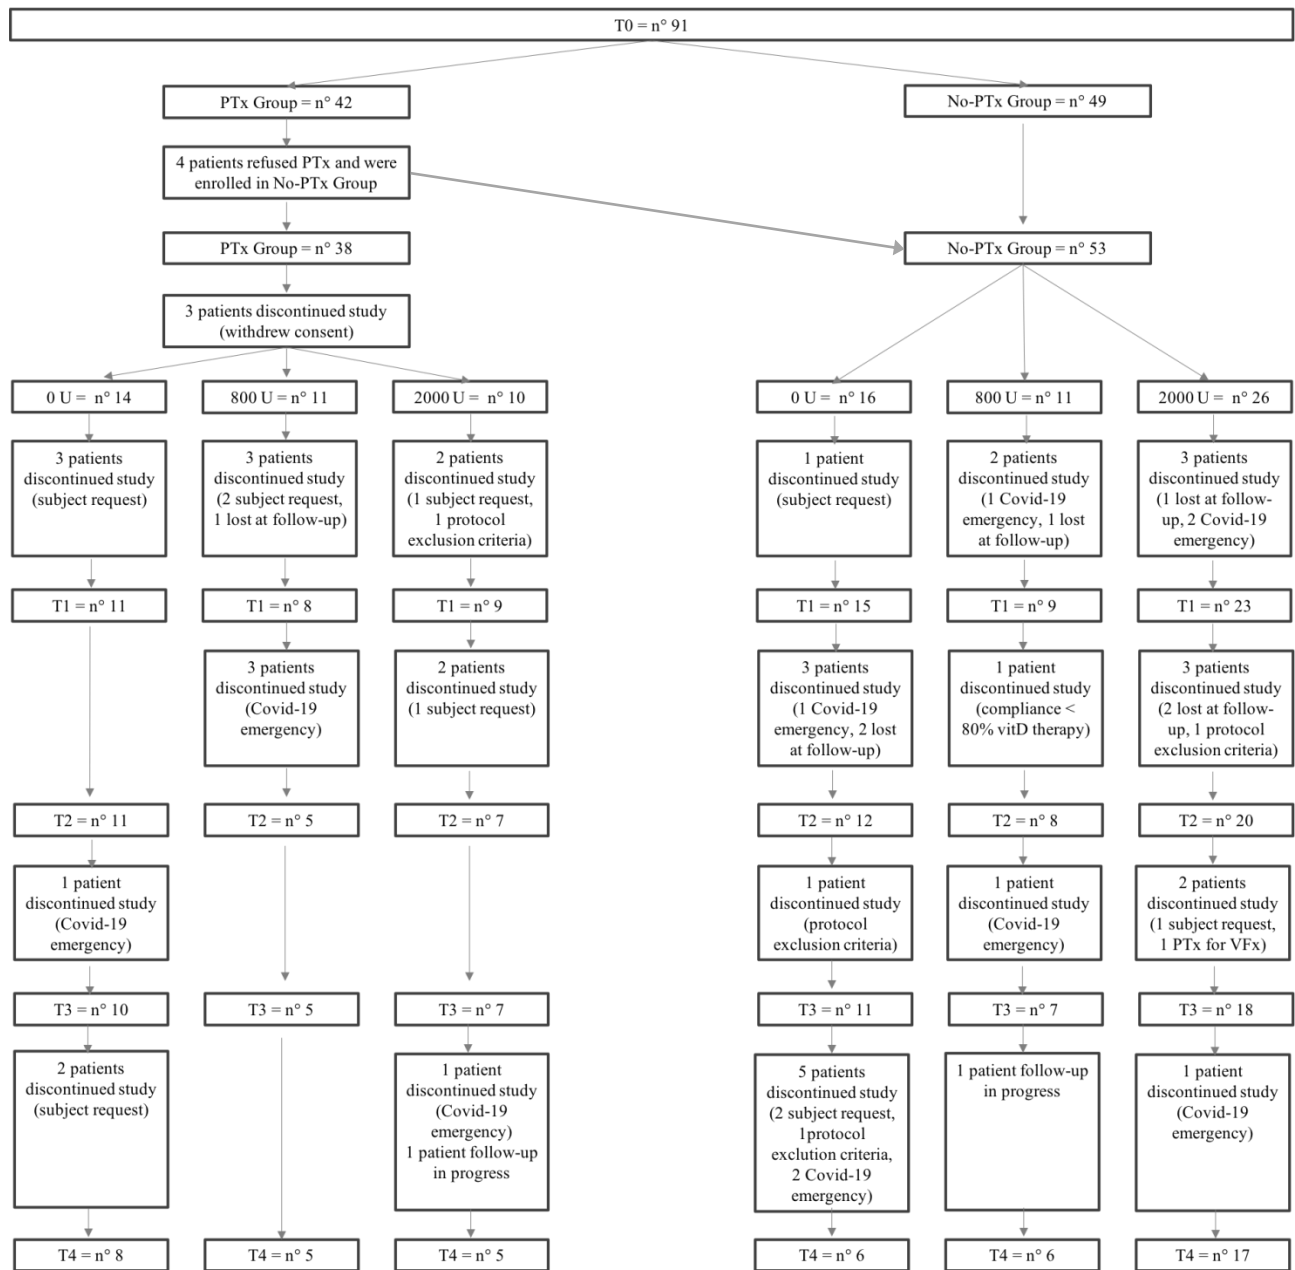 T0 = n° 91
PTx Group = n° 42
No-PTx Group = n° 49
4 patients refused PTx and were
enrolled in No-PTx Group
PTx Group = n° 38
No-PTx Group = n° 53
3 patients discontinued study
(withdrew consent)
0 U = n° 14
800 U = n° 11
2000 U = n° 10
0 U = n° 16
800 U = n° 11
2000 U = n° 26
3 patients
discontinued study
(subject request)
3 patients
discontinued study
(2 subject request,
1 lost at follow-up)
2 patients
discontinued study
(1 subject request,
1 protocol
exclusion criteria)
1 patient
discontinued study
(subject request)
2 patients
discontinued study
(1 Covid-19
emergency, 1 lost
at follow-up)
3 patients
discontinued study
(1 lost at follow-
up, 2 Covid-19
emergency)
T1 = n° 11
T1 = n° 8
T1 = n° 9
T1 = n° 15
T1 = n° 9
T1 = n° 23
3 patients
discontinued study
(Covid-19
emergency)
2 patients
discontinued study
(1 subject request)
3 patients
discontinued study
(1 Covid-19
emergency, 2 lost
at follow-up)
1 patient
discontinued study
(compliance <
80% vitD therapy)
3 patients
discontinued study
(2 lost at follow-
up, 1 protocol
exclusion criteria)
T2 = n° 11
T2 = n° 5
T2 = n° 7
T2 = n° 12
T2 = n° 8
T2 = n° 20
1 patient
discontinued study
(Covid-19
emergency)
1 patient
discontinued study
(protocol
exclusion criteria)
1 patient
discontinued study
(Covid-19
emergency)
2 patients
discontinued study
(1 subject request,
1 PTx for VFx)
T3 = n° 10
T3 = n° 5
T3 = n° 7
T3 = n° 11
T3 = n° 7
T3 = n° 18
2 patients
discontinued study
(subject request)
1 patient
discontinued study
(Covid-19
emergency)
1 patient follow-up
in progress
5 patients
discontinued study
(2 subject request,
1protocol
exclution criteria,
2 Covid-19
emergency)
1 patient follow-up
in progress
1 patient
discontinued study
(Covid-19
emergency)
T4 = n° 8
T4 = n° 5
T4 = n° 5
T4 = n° 6
T4 = n° 6
T4 = n° 17